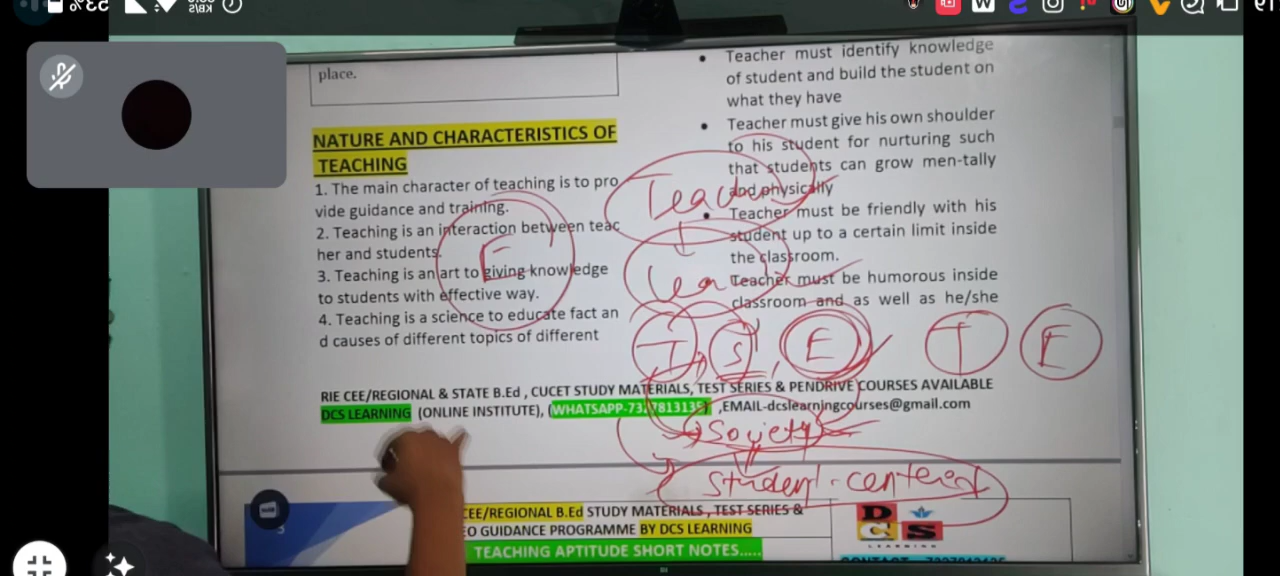 53%
KB/S
place.
NATURE AND CHARACTERISTICS OF
TEACHING
1. The main character of teaching is to pro
vide guidance and training.
2. Teaching is an interaction between teac
her and students.
3. Teaching is an art to giving knowledge
to students with effective way.
4. Teaching is a science to educate fact an
d causes of different topics of different
• Teacher must identify knowledge
of student and build the student on
what they have
• Teacher must give his own shoulder
to his student for nurturing such
that students can grow men-tally
and physically
• Teacher must be friendly with his
student up to a certain limit inside
the classroom.
Teacher must be humorous inside
classroom and as well as he/she
Teacher
E
T, S, E T E
Society
Student-centered
RIE CEE/REGIONAL & STATE B.Ed , CUCET STUDY MATERIALS, TEST SERIES & PENDRIVE COURSES AVAILABLE
DCS LEARNING (ONLINE INSTITUTE), (WHATSAPP- ,EMAIL-dcslearningcourses@gmail.com
CEE/REGIONAL B.Ed STUDY MATERIALS, TEST SERIES &
O GUIDANCE PROGRAMME BY DCS LEARNING
TEACHING APTITUDE SHORT NOTES.....
D
C S
LEARNING